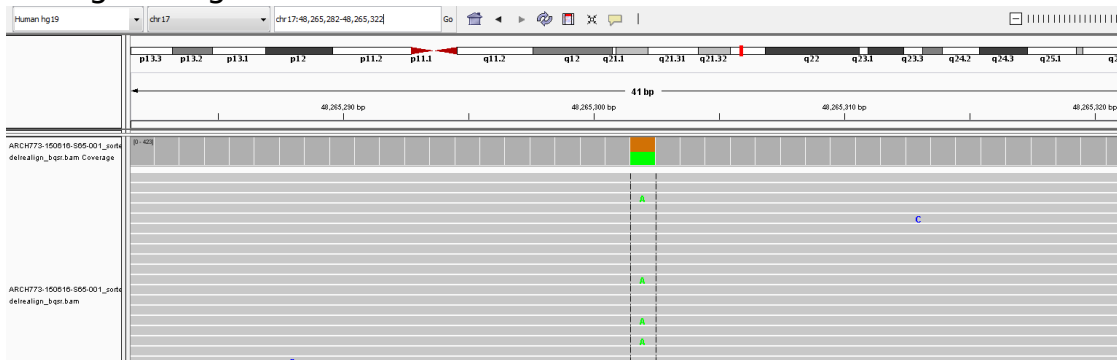 Human hg19 chr17 chr17:48,265,282-48,265,322 Go
p13.3 p13.2 p13.1 p12 p11.2 p11.1 q11.2 q12 q21.1 q21.31 q21.32 q22 q23.1 q23.3 q24.2 q24.3 q25.1
41 bp
48,265,290 bp 48,265,300 bp 48,265,310 bp 48,265,320 bp
ARCH773-150616-S65-001_sorte [0 - 423]
delrealign_bqsr.bam Coverage
A
C
A
ARCH773-150616-S65-001_sorte
delrealign_bqsr.bam
A
A